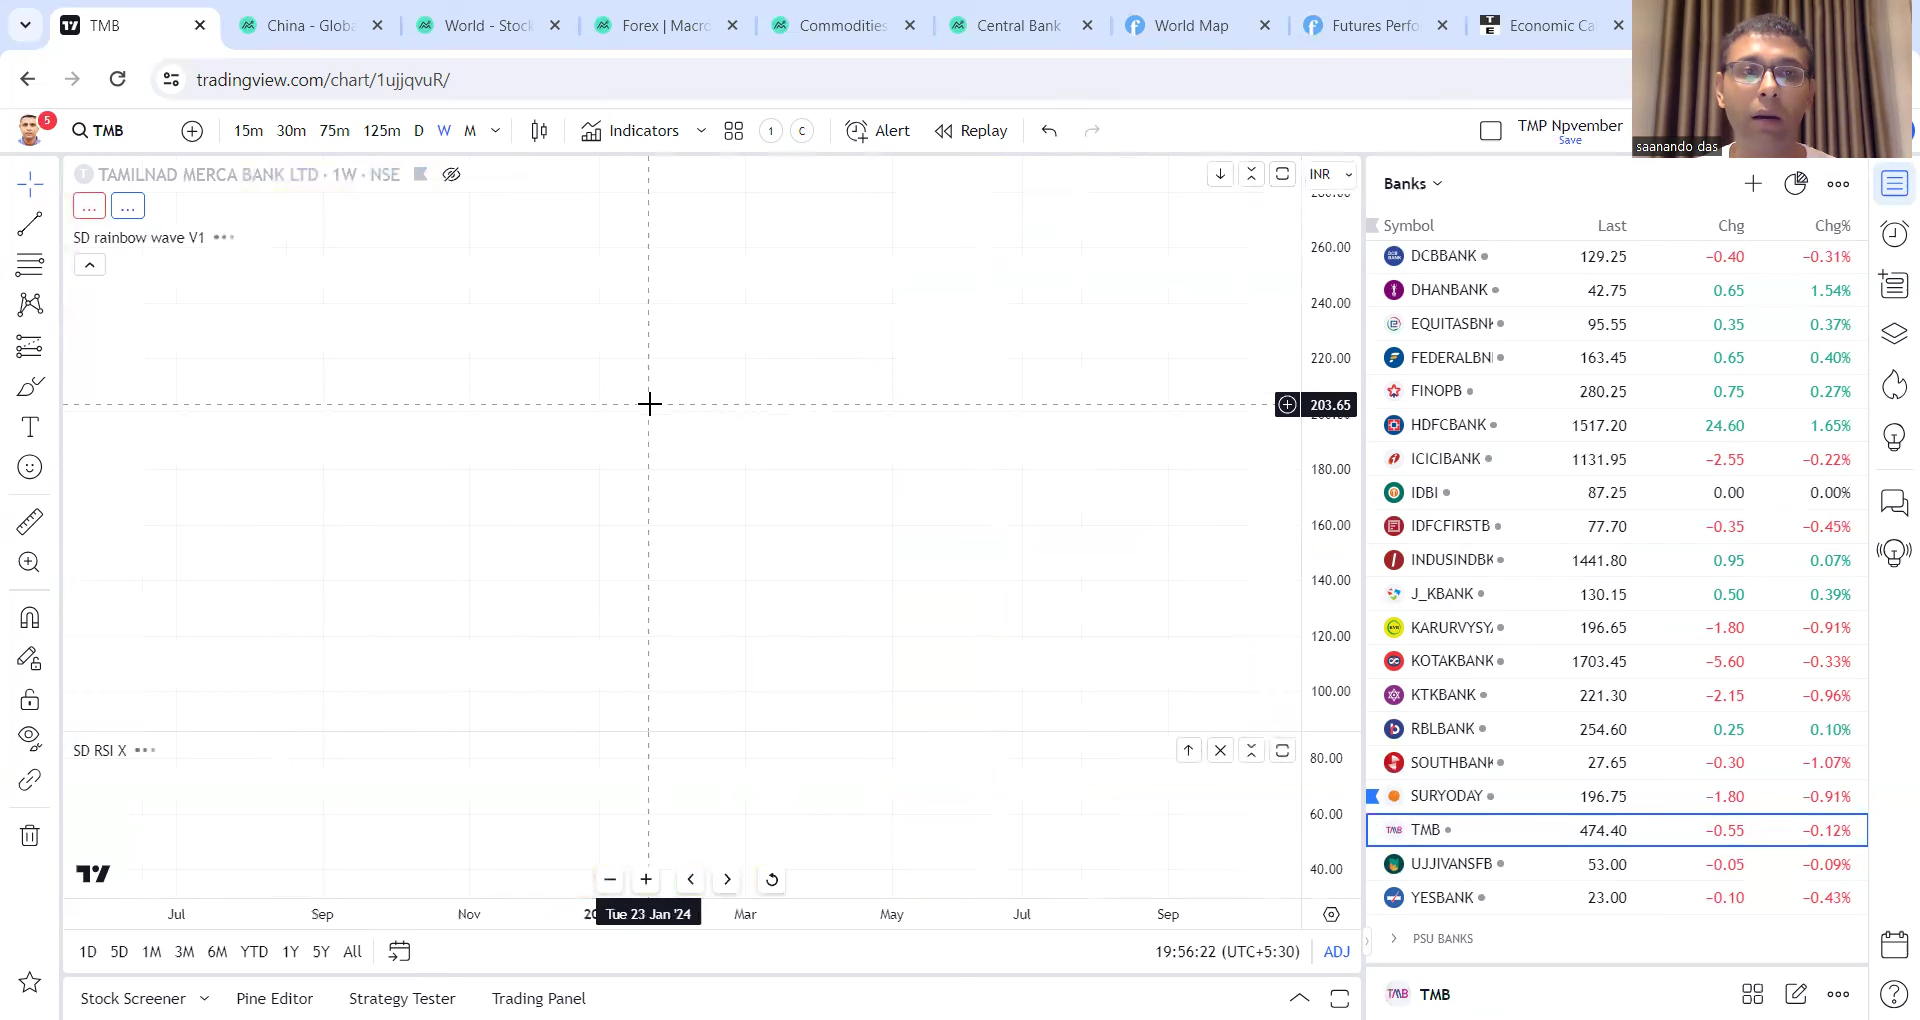 TMB
China - Globa
World - Stock
Forex | Macro
Commodities
Central Bank
World Map
Futures Perfo
Economic Ca
tradingview.com/chart/1ujjqvuR/
5
TMB
15m 30m 75m 125m D W M
Indicators
1
C
Alert
Replay
TMP Npvember
Save
saanando das
TAMILNAD MERCA BANK LTD · 1W · NSE
INR
...
...
SD rainbow wave V1
260.00
240.00
220.00
203.65
180.00
160.00
140.00
120.00
100.00
SD RSI X
80.00
60.00
40.00
Jul Sep Nov 20 Tue 23 Jan '24 Mar May Jul Sep
1D 5D 1M 3M 6M YTD 1Y 5Y All
19:56:22 (UTC+5:30) ADJ
Stock Screener
Pine Editor
Strategy Tester
Trading Panel
Banks
Symbol Last Chg Chg%
DCBBANK 129.25 −0.40 −0.31%
DHANBANK 42.75 0.65 1.54%
EQUITASBN 95.55 0.35 0.37%
FEDERALBN 163.45 0.65 0.40%
FINOPB 280.25 0.75 0.27%
HDFCBANK 1517.20 24.60 1.65%
ICICIBANK 1131.95 −2.55 −0.22%
IDBI 87.25 0.00 0.00%
IDFCFIRSTB 77.70 −0.35 −0.45%
INDUSINDBK 1441.80 0.95 0.07%
J_KBANK 130.15 0.50 0.39%
KARURVYSY 196.65 −1.80 −0.91%
KOTAKBANK 1703.45 −5.60 −0.33%
KTKBANK 221.30 −2.15 −0.96%
RBLBANK 254.60 0.25 0.10%
SOUTHBANK 27.65 −0.30 −1.07%
SURYODAY 196.75 −1.80 −0.91%
TMB TMB 474.40 −0.55 −0.12%
UJJIVANSFB 53.00 −0.05 −0.09%
YESBANK 23.00 −0.10 −0.43%
PSU BANKS
TMB TMB